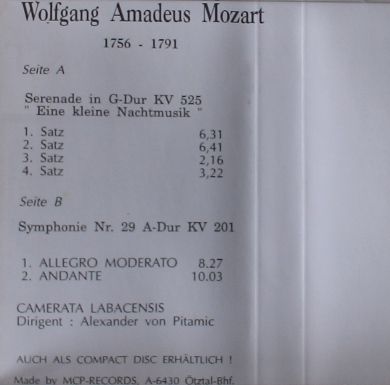 Wolfgang Amadeus Mozart
1756 - 1791
Seite A
Serenade in G-Dur KV 525
" Eine kleine Nachtmusik "
1. Satz 6,31
2. Satz 6,41
3. Satz 2,16
4. Satz 3,22
Seite B
Symphonie Nr. 29 A-Dur KV 201
1. ALLEGRO MODERATO 8.27
2. ANDANTE 10.03
CAMERATA LABACENSIS
Dirigent : Alexander von Pitamic
AUCH ALS COMPACT DISC ERHÄLTLICH !
Made by MCP-RECORDS, A-6430 Ötztal-Bhf.